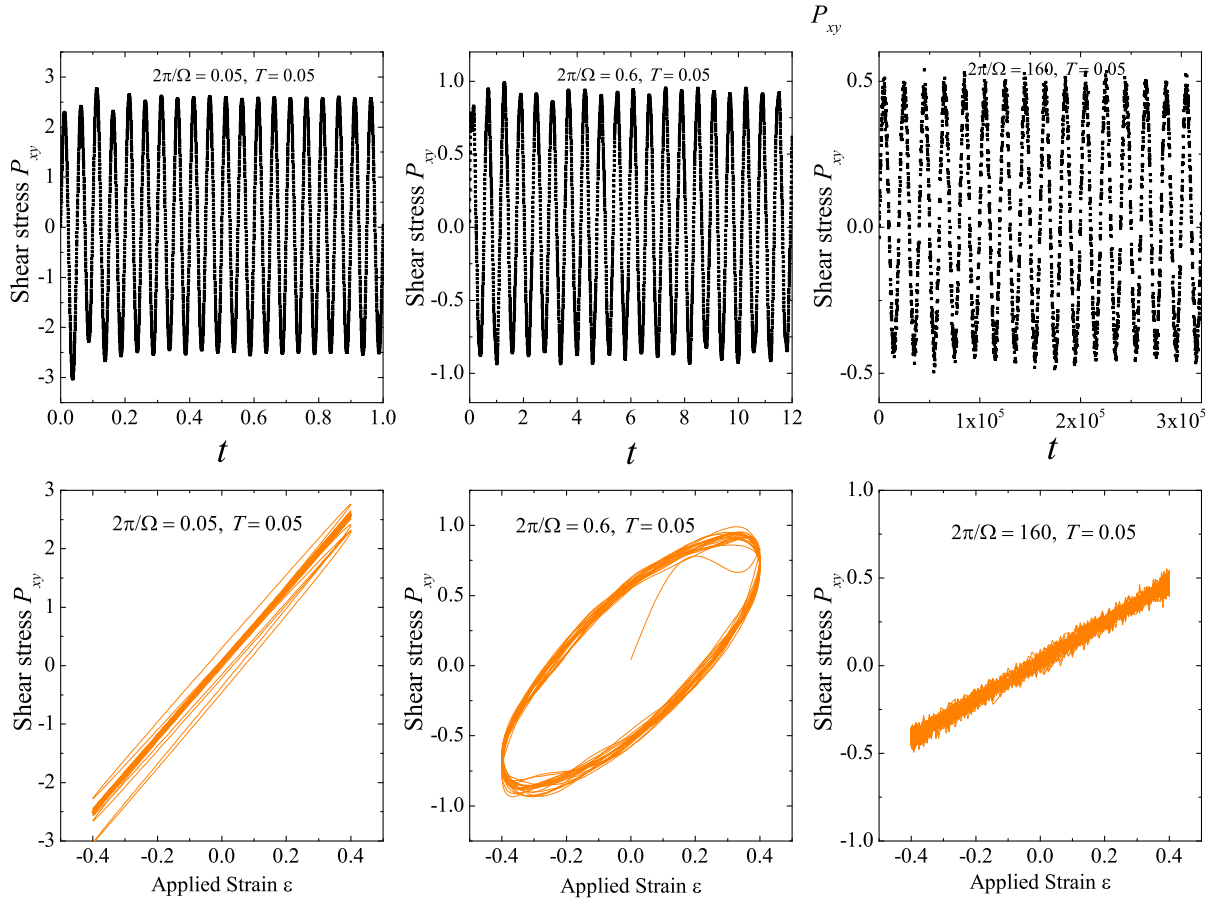 P_xy
2π/Ω = 0.05, T = 0.05
Shear stress P_xy
3
2
1
0
-1
-2
-3
0.0 0.2 0.4 0.6 0.8 1.0
t
2π/Ω = 0.6, T = 0.05
Shear stress P_xy
1.0
0.5
0.0
-0.5
-1.0
0 2 4 6 8 10 12
t
2π/Ω = 160, T = 0.05
Shear stress P_xy
0.5
0.0
-0.5
0 1x10⁵ 2x10⁵ 3x10⁵
t
2π/Ω = 0.05, T = 0.05
Shear stress P_xy
3
2
1
0
-1
-2
-3
-0.4 -0.2 0.0 0.2 0.4
Applied Strain ε
2π/Ω = 0.6, T = 0.05
Shear stress P_xy
1.0
0.5
0.0
-0.5
-1.0
-0.4 -0.2 0.0 0.2 0.4
Applied Strain ε
2π/Ω = 160, T = 0.05
Shear stress P_xy
1.0
0.5
0.0
-0.5
-1.0
-0.4 -0.2 0.0 0.2 0.4
Applied Strain ε